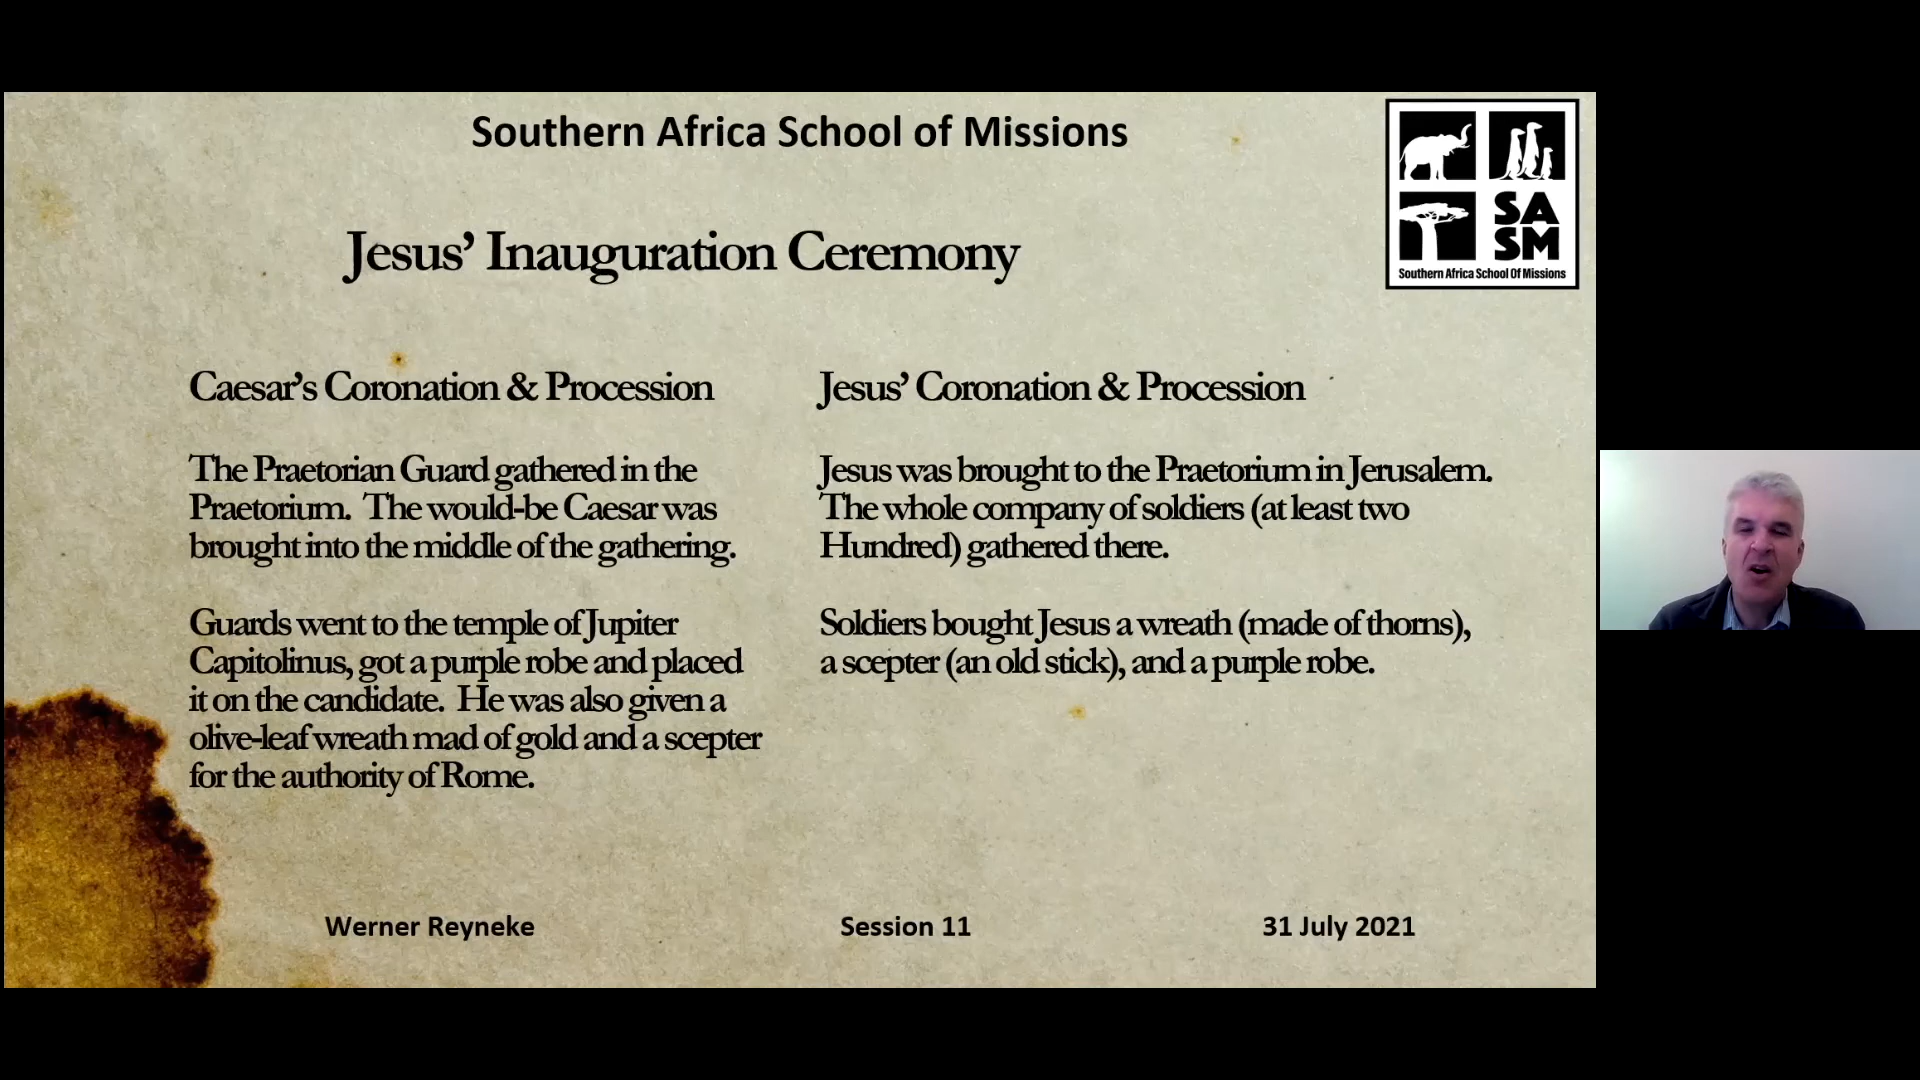 Southern Africa School of Missions
SA
SM
Southern Africa School Of Missions
Jesus’ Inauguration Ceremony
Caesar’s Coronation & Procession
The Praetorian Guard gathered in the
Praetorium. The would-be Caesar was
brought into the middle of the gathering.
Guards went to the temple of Jupiter
Capitolinus, got a purple robe and placed
it on the candidate. He was also given a
olive-leaf wreath mad of gold and a scepter
for the authority of Rome.
Jesus’ Coronation & Procession
Jesus was brought to the Praetorium in Jerusalem.
The whole company of soldiers (at least two
Hundred) gathered there.
Soldiers bought Jesus a wreath (made of thorns),
a scepter (an old stick), and a purple robe.
Werner Reyneke
Session 11
31 July 2021